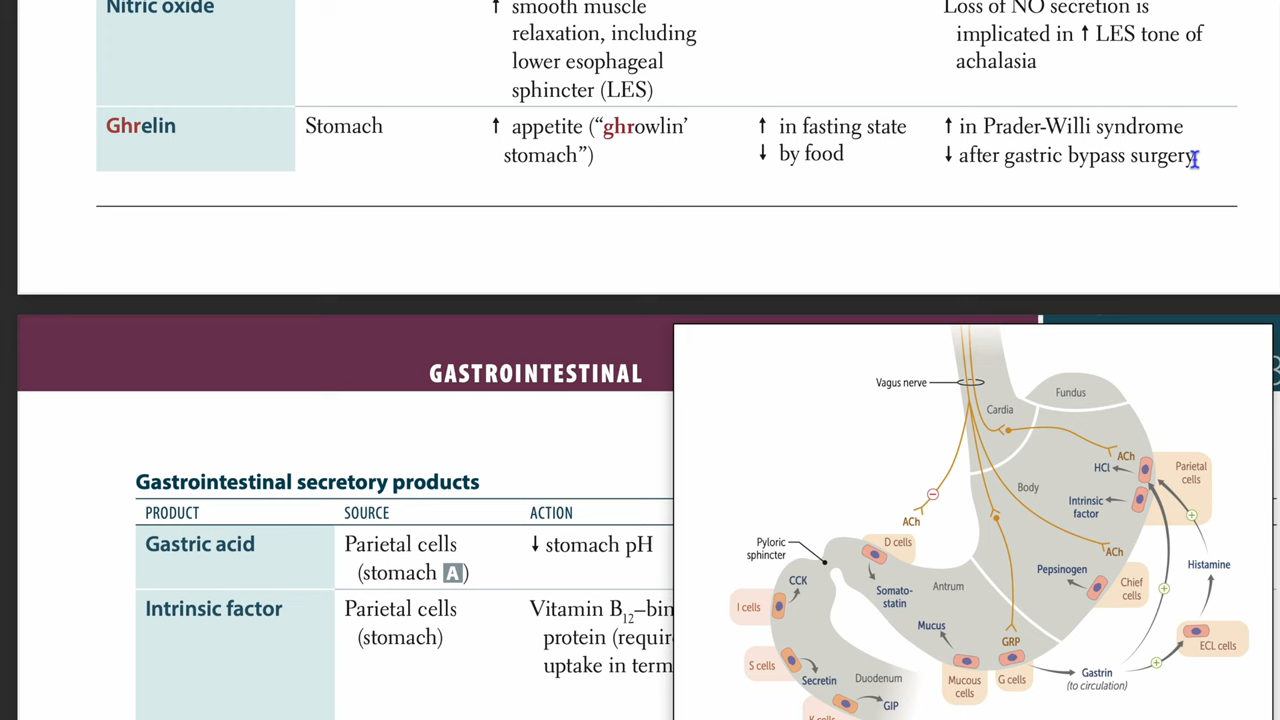 Nitric oxide
↑ smooth muscle
relaxation, including
lower esophageal
sphincter (LES)
Loss of NO secretion is
implicated in ↑ LES tone of
achalasia
Ghrelin
Stomach
↑ appetite (“ghrowlin’
stomach”)
↑ in fasting state
↓ by food
↑ in Prader-Willi syndrome
↓ after gastric bypass surgery
GASTROINTESTINAL
Gastrointestinal secretory products
PRODUCT SOURCE ACTION
Gastric acid
Parietal cells
(stomach A)
↓ stomach pH
Intrinsic factor
Parietal cells
(stomach)
Vitamin B12–bin
protein (requir
uptake in term
Vagus nerve
Fundus
Cardia
ACh
HCl
Parietal
cells
Body
Intrinsic
factor
ACh
D cells
Pyloric
sphincter
ACh
Histamine
Pepsinogen
CCK
Somato-
statin
Antrum
Chief
cells
I cells
Mucus
GRP
ECL cells
S cells
Secretin
Duodenum
Mucous
cells
G cells
Gastrin
(to circulation)
GIP
K cells